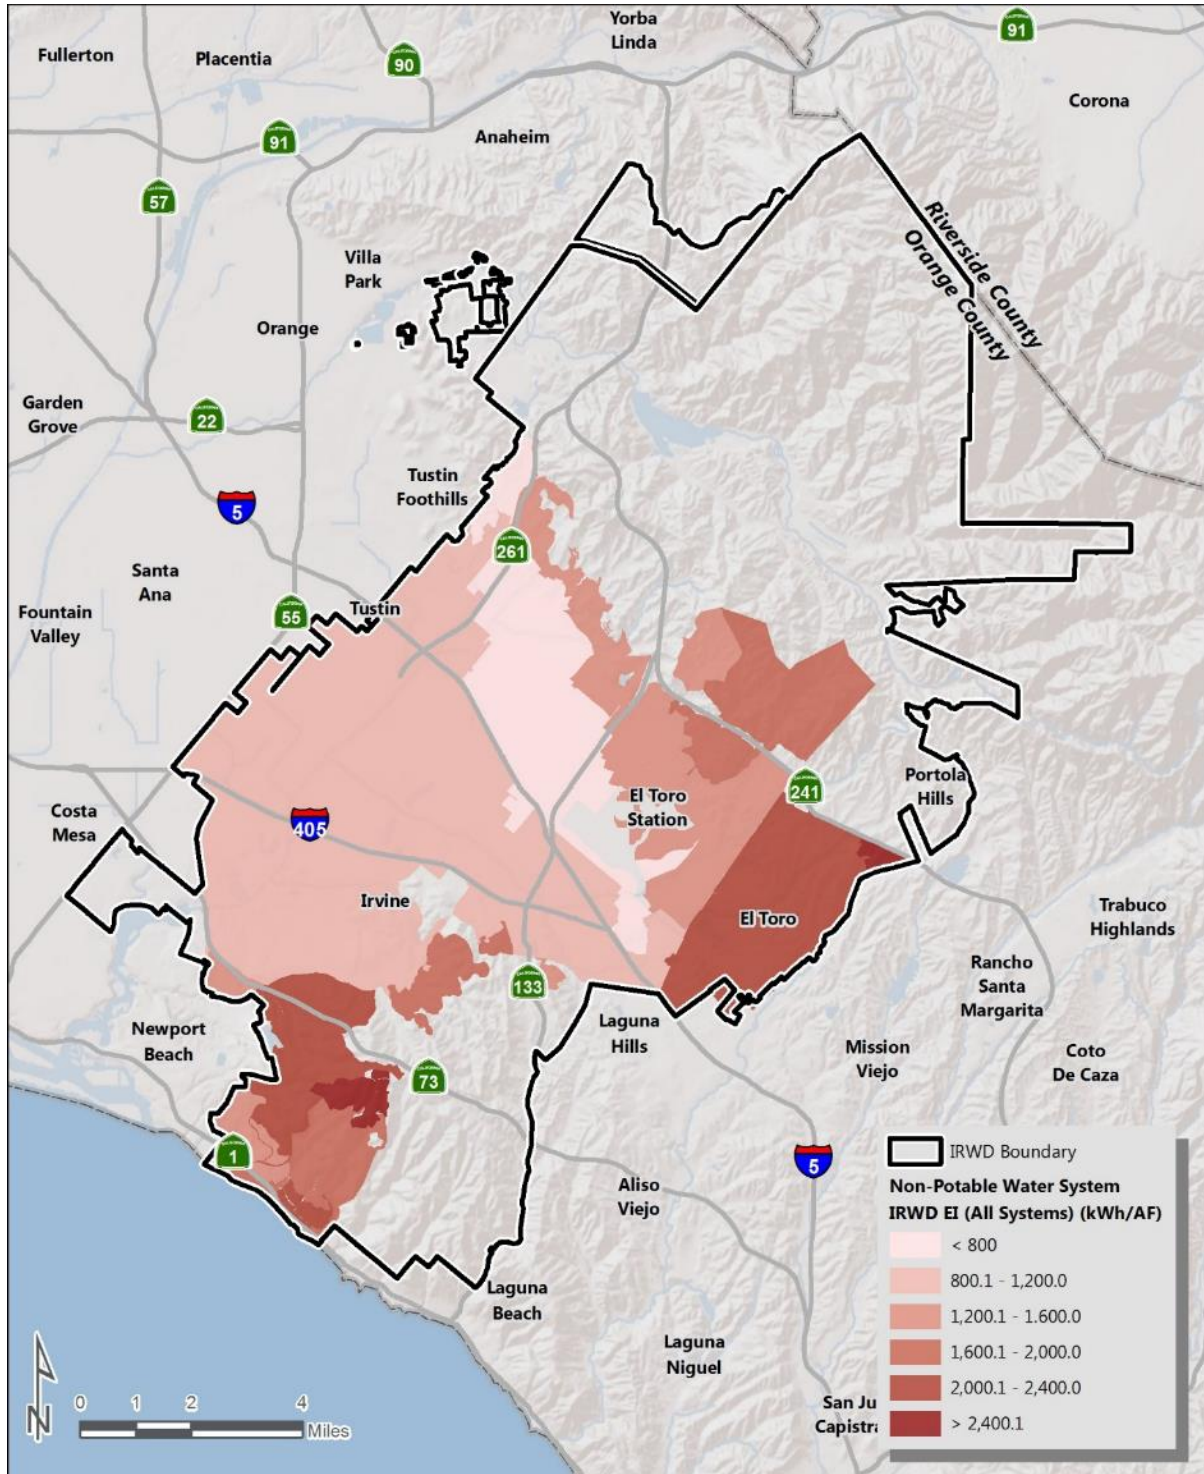 Yorba
Linda
91
Fullerton
Placentia
90
Corona
91
Anaheim
57
Riverside County
Orange County
Villa
Park
Orange
Garden
Grove
22
Tustin
Foothills
5
261
Santa
Ana
55
Tustin
Fountain
Valley
Costa
Mesa
405
El Toro
Station
241
Portola
Hills
Irvine
El Toro
Trabuco
Highlands
133
Rancho
Santa
Margarita
Newport
Beach
Laguna
Hills
Mission
Viejo
Coto
De Caza
73
1
5
Aliso
Viejo
Laguna
Beach
Laguna
Niguel
San Ju
Capistra
IRWD Boundary
Non-Potable Water System
IRWD EI (All Systems) (kWh/AF)
< 800
800.1 - 1,200.0
1,200.1 - 1.600.0
1,600.1 - 2,000.0
2,000.1 - 2,400.0
> 2,400.1
N
0 1 2 4
Miles